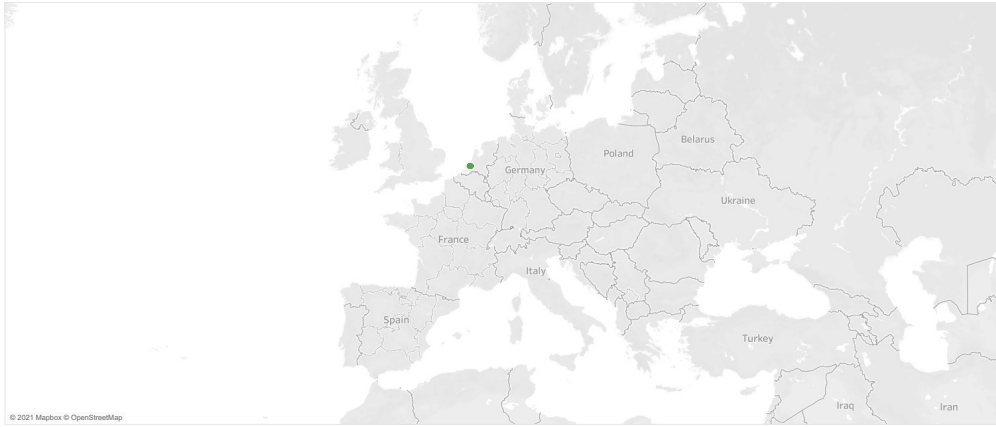 Belarus
Poland
Germany
Ukraine
France
Italy
Spain
Turkey
Iraq
Iran
© 2021 Mapbox © OpenStreetMap